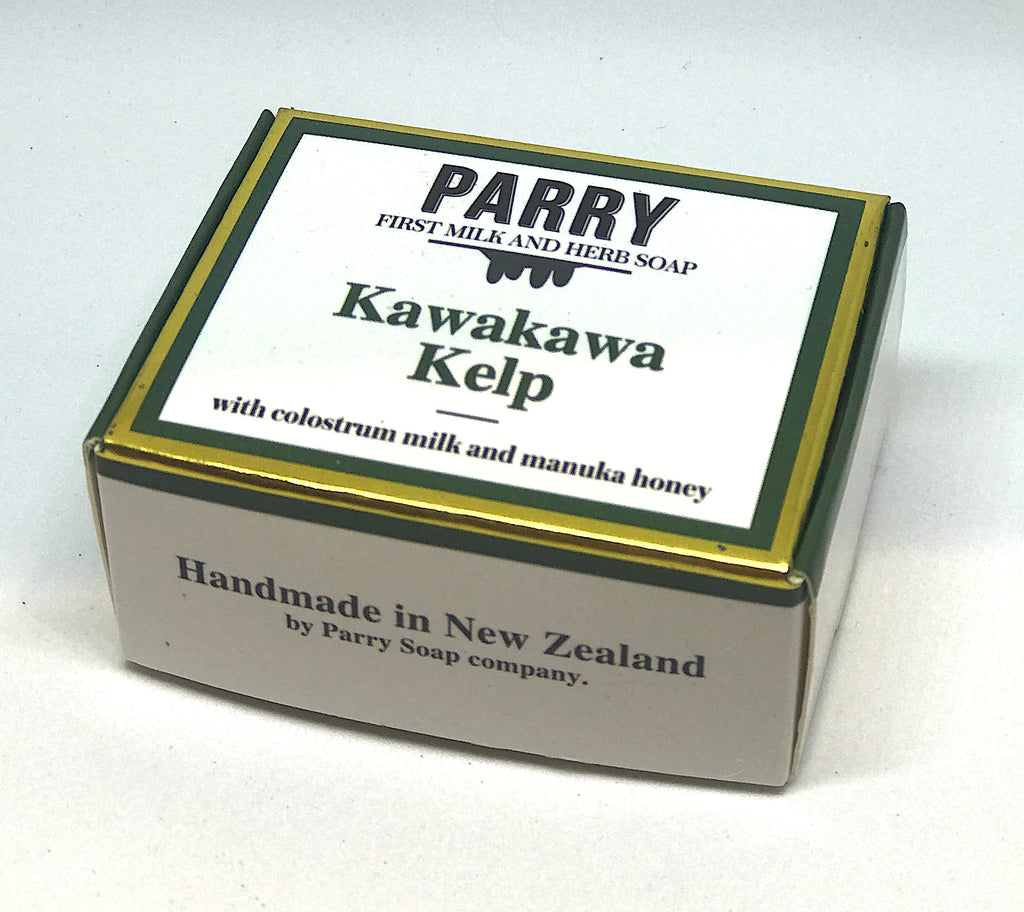 PARRY
FIRST MILK AND HERB SOAP
Kawakawa
Kelp
with colostrum milk and manuka honey
Handmade in New Zealand
by Parry Soap company.